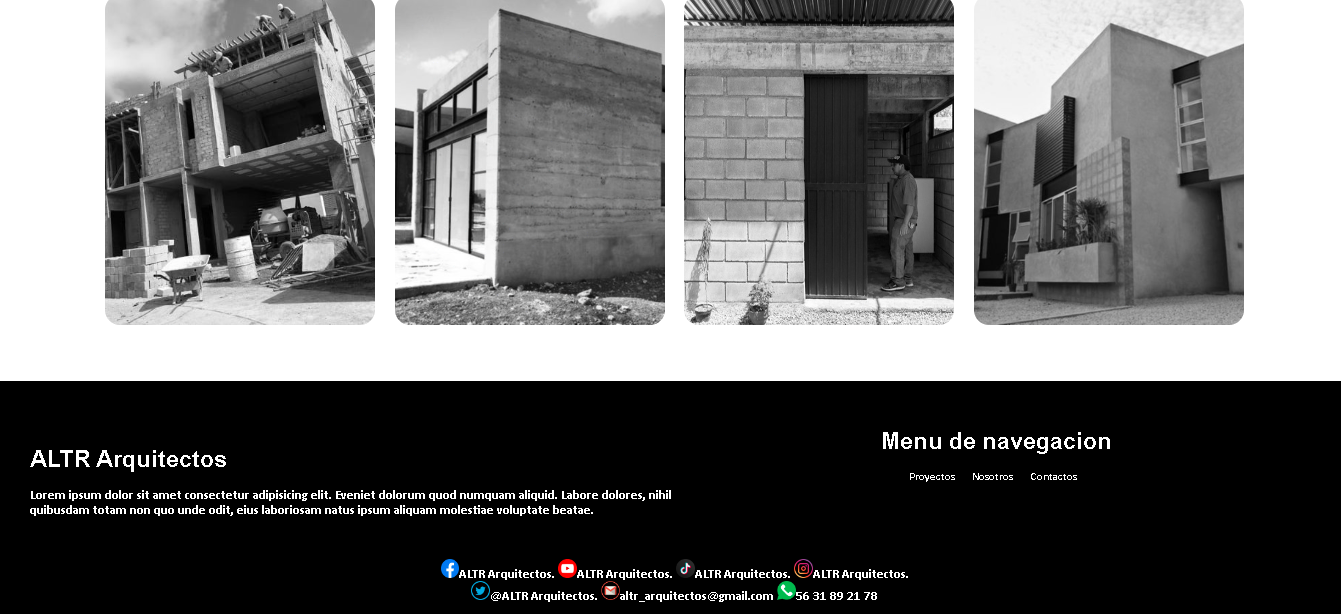 ALTR Arquitectos
Lorem ipsum dolor sit amet consectetur adipisicing elit. Eveniet dolorum quod numquam aliquid. Labore dolores, nihil
quibusdam totam non quo unde odit, eius laboriosam natus ipsum aliquam molestiae voluptate beatae.
Menu de navegacion
Proyectos Nosotros Contactos
ALTR Arquitectos. ALTR Arquitectos. ALTR Arquitectos. ALTR Arquitectos.
@ALTR Arquitectos. altr_arquitectos@gmail.com 56 31 89 21 78